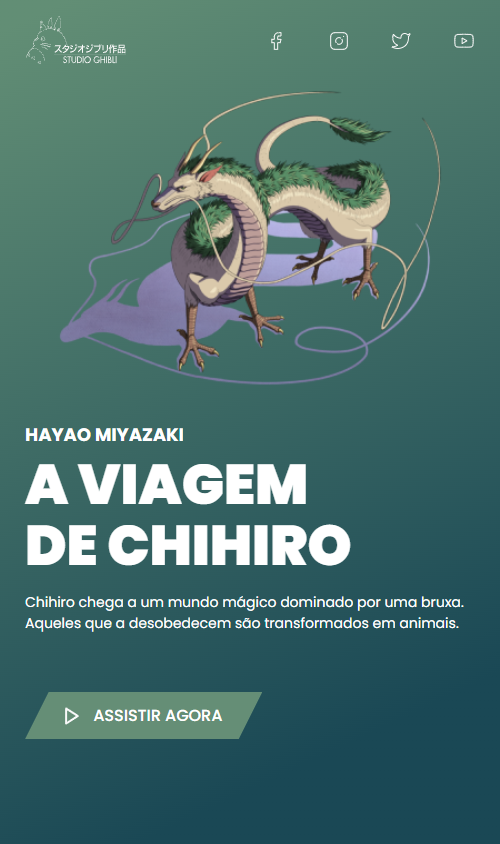 スタジオジブリ作品
STUDIO GHIBLI
HAYAO MIYAZAKI
A VIAGEM
DE CHIHIRO
Chihiro chega a um mundo mágico dominado por uma bruxa.
Aqueles que a desobedecem são transformados em animais.
ASSISTIR AGORA